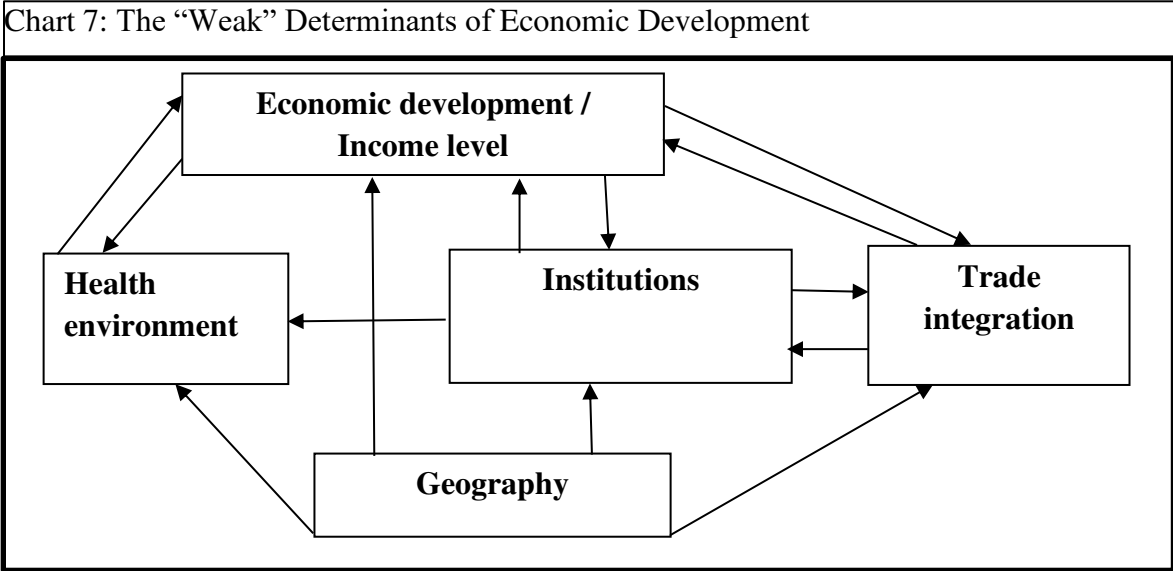 Chart 7: The “Weak” Determinants of Economic Development
Economic development /
Income level
Health
environment
Institutions
Trade
integration
Geography